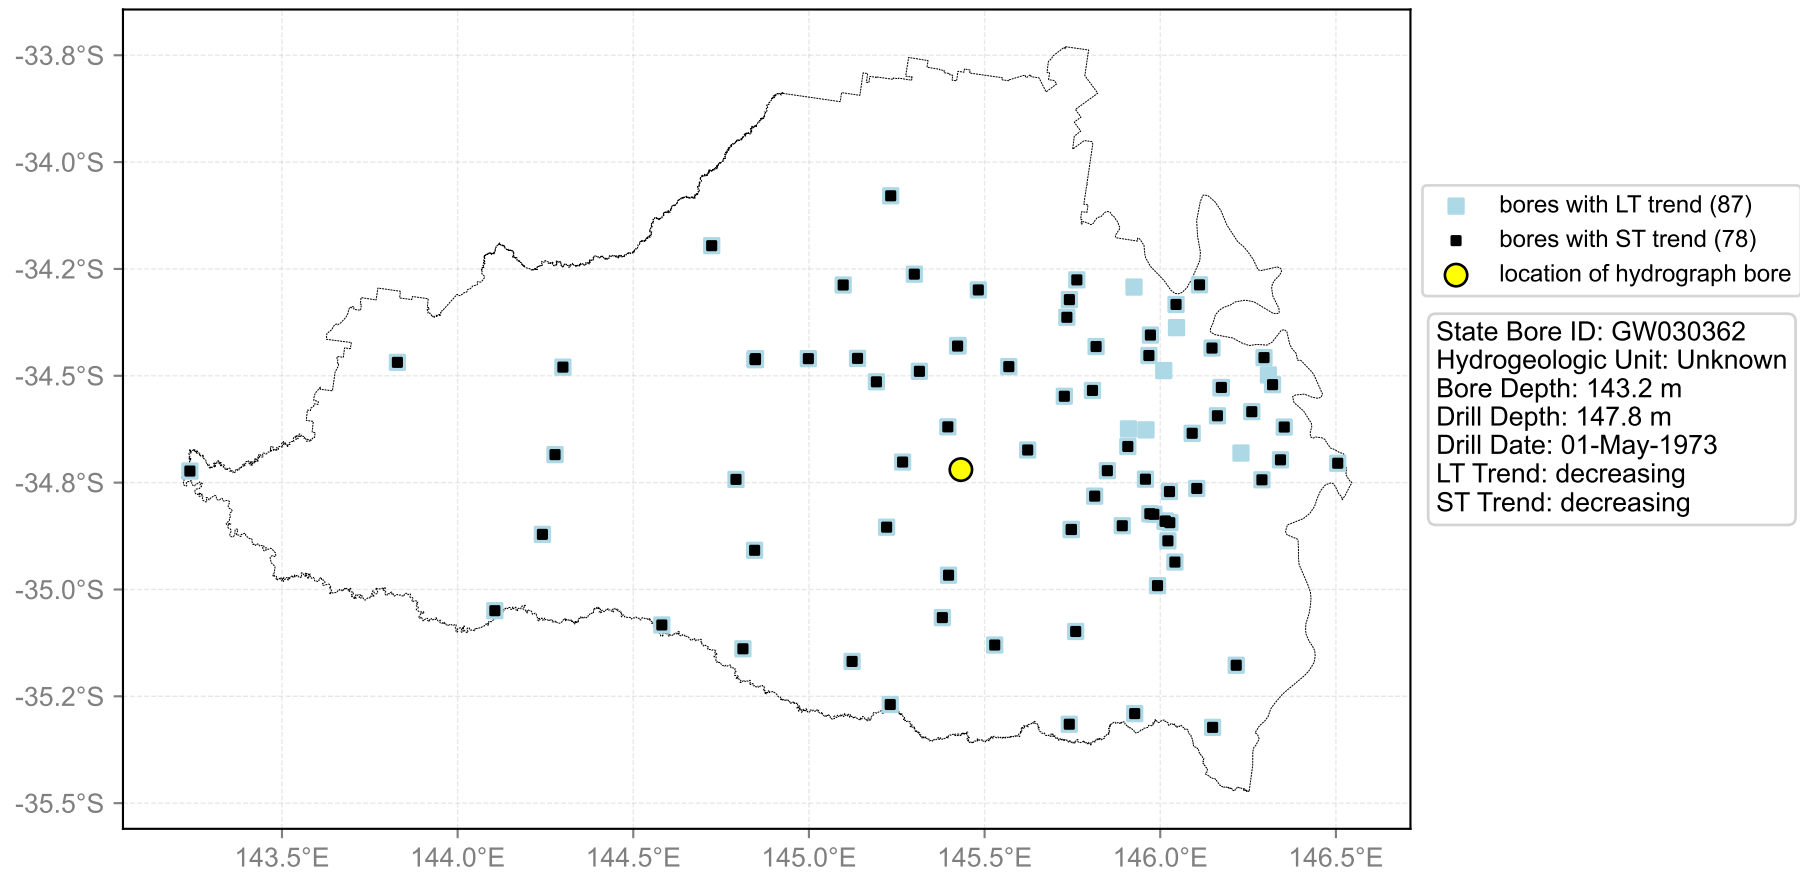 -33.8°S
-34.0°S
-34.2°S
-34.5°S
-34.8°S
-35.0°S
-35.2°S
-35.5°S
143.5°E
144.0°E
144.5°E
145.0°E
145.5°E
146.0°E
146.5°E
bores with LT trend (87)
bores with ST trend (78)
location of hydrograph bore
State Bore ID: GW030362
Hydrogeologic Unit: Unknown
Bore Depth: 143.2 m
Drill Depth: 147.8 m
Drill Date: 01-May-1973
LT Trend: decreasing
ST Trend: decreasing